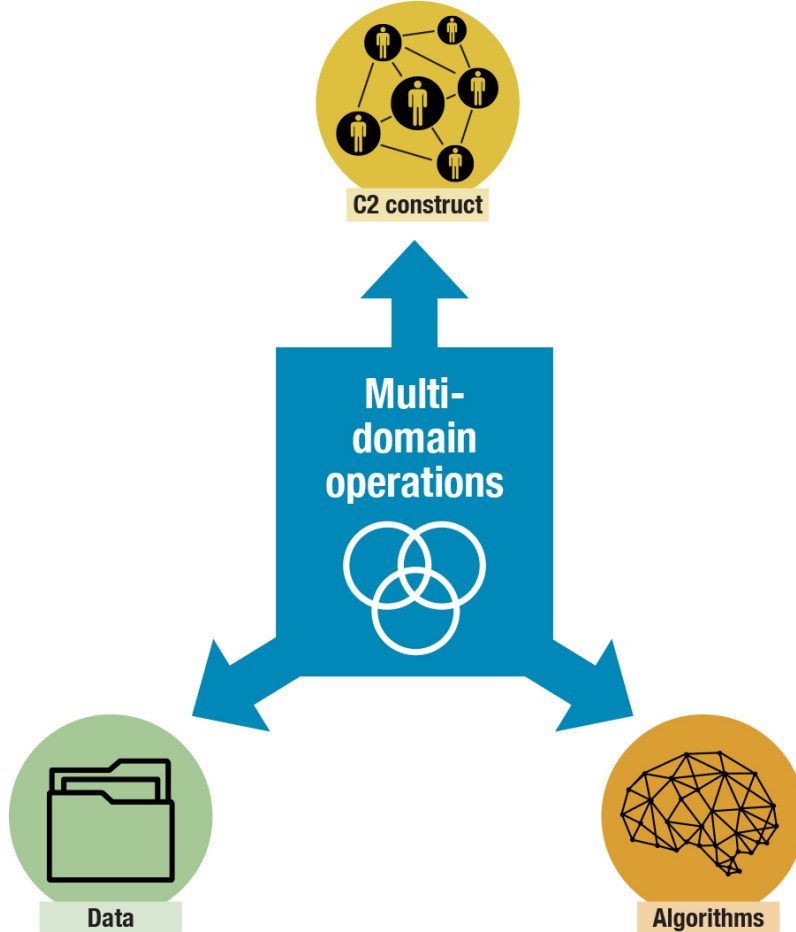 C2 construct
Multi-
domain
operations
Data
Algorithms